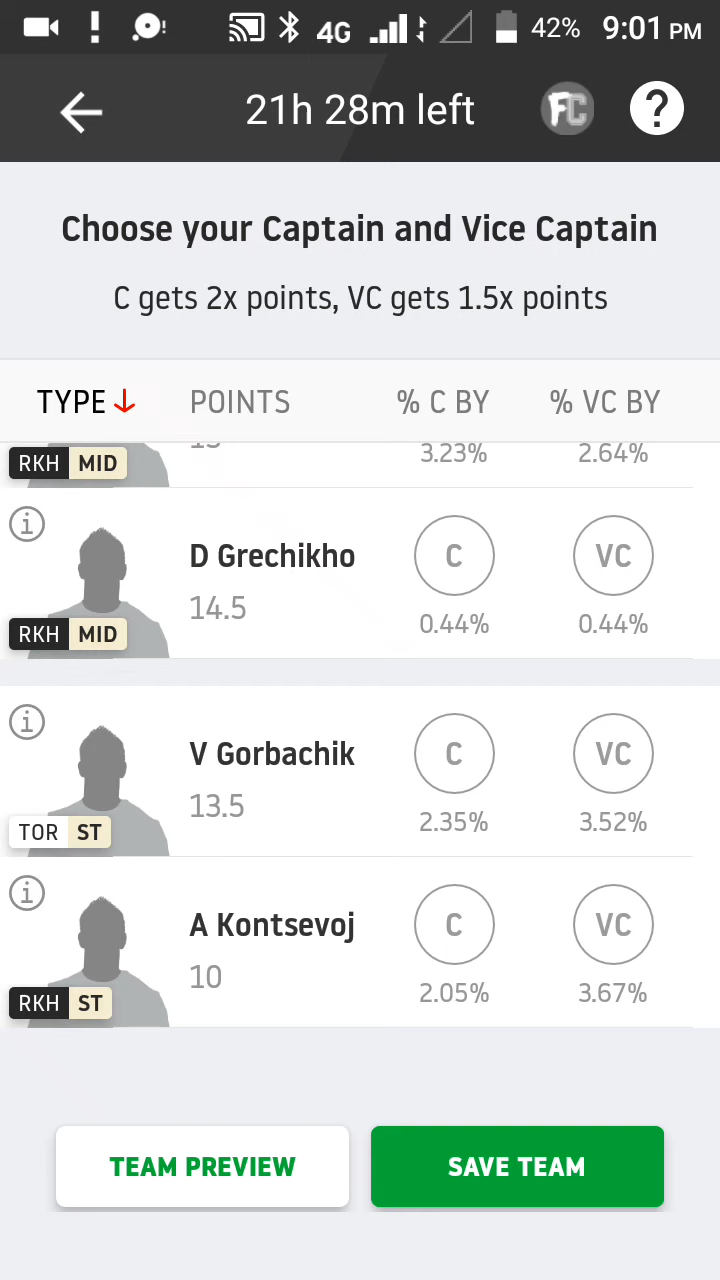 ! 4G 42% 9:01 PM
21h 28m left FC ?
Choose your Captain and Vice Captain
C gets 2x points, VC gets 1.5x points
TYPE POINTS % C BY % VC BY
3.23% 2.64%
RKH MID
i
D Grechikho C VC
14.5
0.44% 0.44%
RKH MID
i
V Gorbachik C VC
13.5
2.35% 3.52%
TOR ST
i
A Kontsevoj C VC
10
2.05% 3.67%
RKH ST
TEAM PREVIEW SAVE TEAM